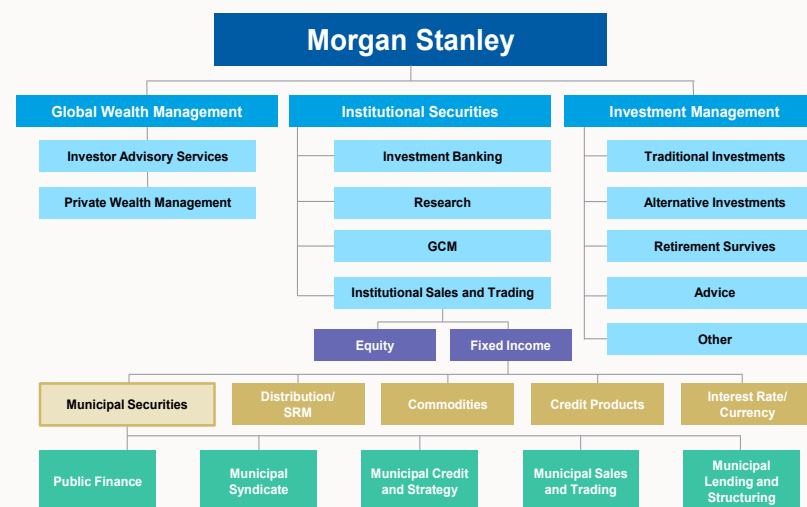 Morgan Stanley
Global Wealth Management
Institutional Securities
Investment Management
Investor Advisory Services
Investment Banking
Traditional Investments
Private Wealth Management
Research
Alternative Investments
GCM
Retirement Survives
Institutional Sales and Trading
Advice
Equity
Fixed Income
Other
Municipal Securities
Distribution/
SRM
Commodities
Credit Products
Interest Rate/
Currency
Public Finance
Municipal
Syndicate
Municipal Credit
and Strategy
Municipal Sales
and Trading
Municipal
Lending and
Structuring